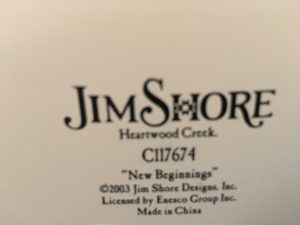 JIM SHORE
Heartwood Creek.
C117674
"New Beginnings"
©2003 Jim Shore Designs, Inc.
Licensed by Enesco Group Inc.
Made in China